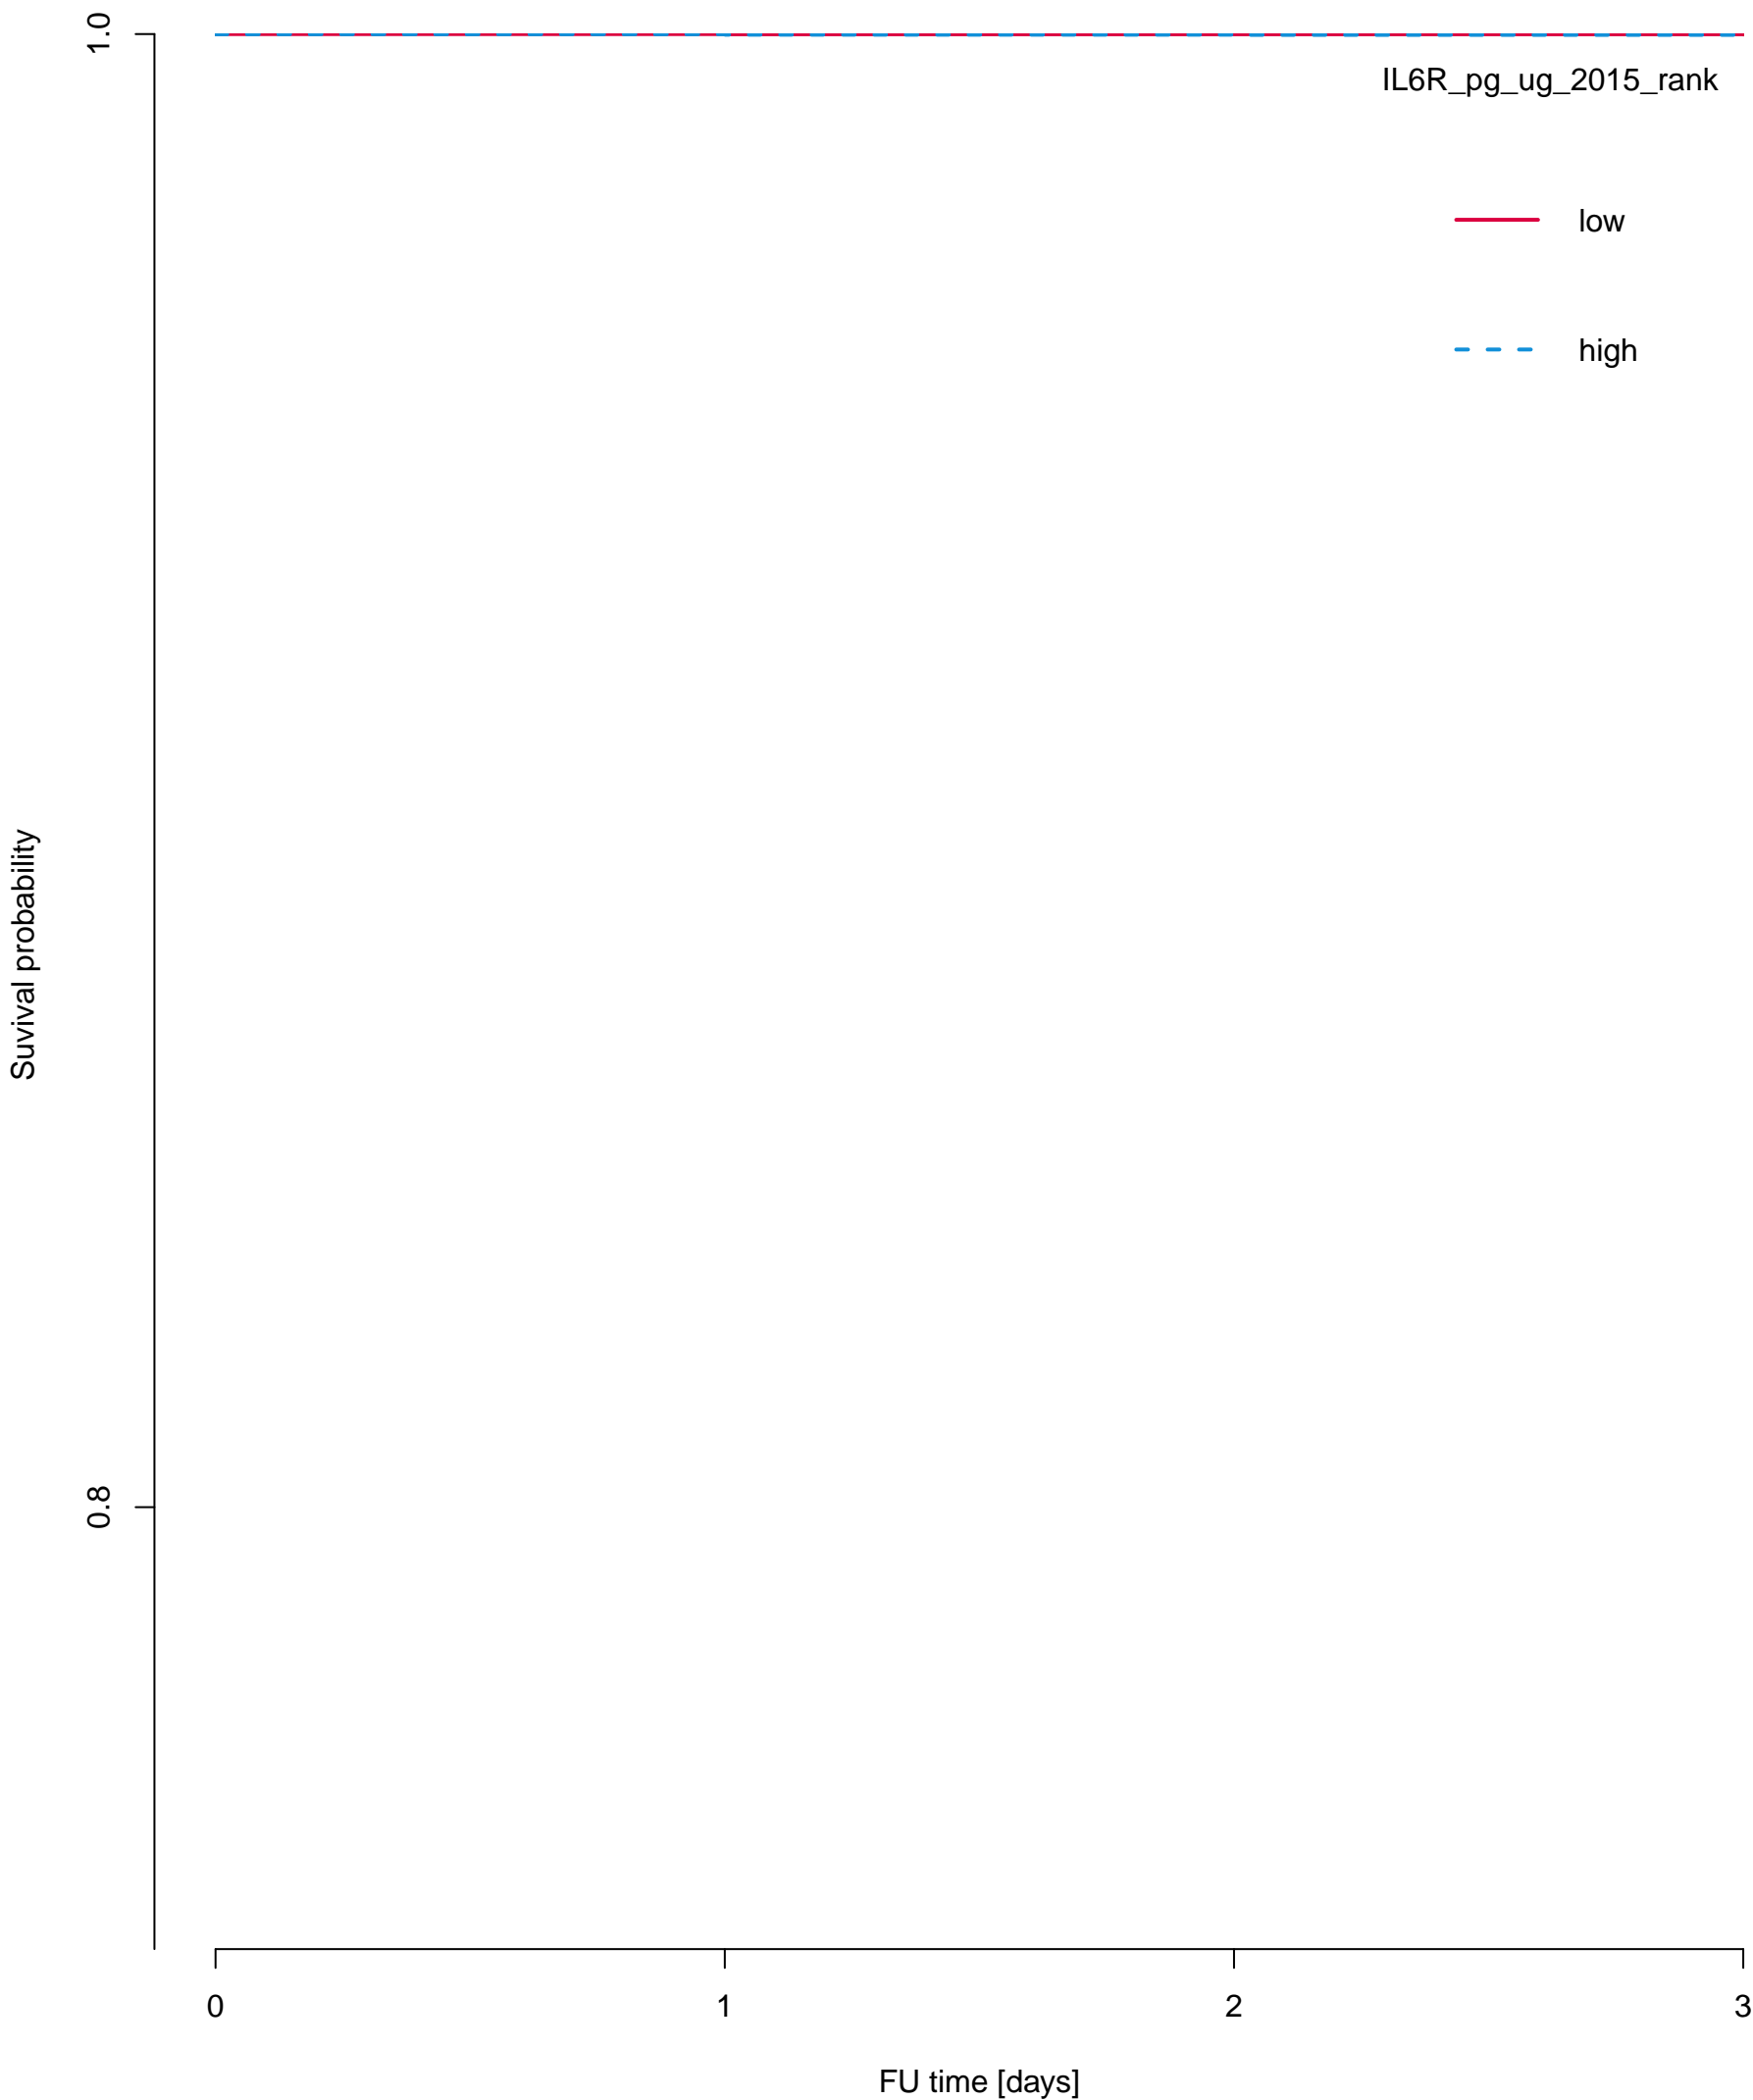 1.0
IL6R_pg_ug_2015_rank
low
high
Suvival probability
0.8
0 1 2 3
FU time [days]